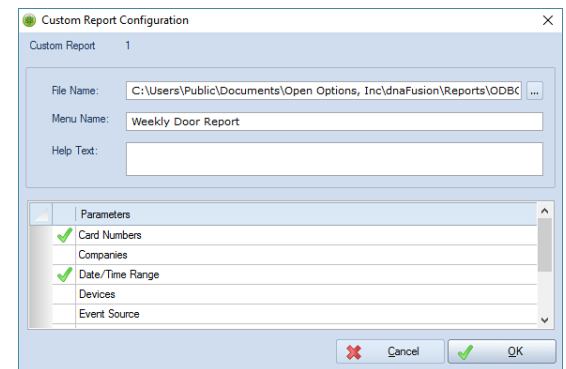 Custom Report Configuration
Custom Report 1
File Name: C:\Users\Public\Documents\Open Options, Inc\dnaFusion\Reports\ODBC ...
Menu Name: Weekly Door Report
Help Text:
Parameters
Card Numbers
Companies
Date/Time Range
Devices
Event Source
Cancel OK